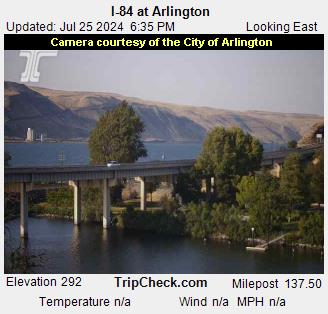 I-84 at Arlington
Updated: Jul 25 2024 6:35 PM Looking East
Camera courtesy of the City of Arlington
Elevation 292 TripCheck.com Milepost 137.50
Temperature n/a Wind n/a MPH n/a